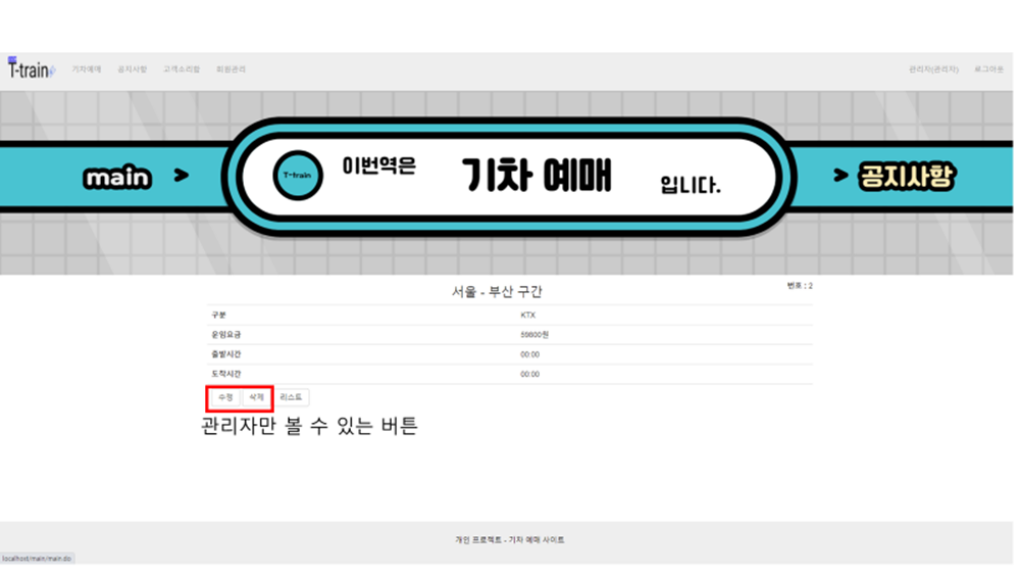 T-train 기차예매 공지사항 고객소리함 회원관리 관리자(관리자) 로그아웃
main > T-train 이번역은 기차 예매 입니다. > 공지사항
서울 - 부산 구간 번호 : 2
구분 KTX
운임요금 59800원
출발시간 00:00
도착시간 00:00
수정 삭제 리스트
관리자만 볼 수 있는 버튼
개인 프로젝트 - 기차 예매 사이트
localhost/main/main.do